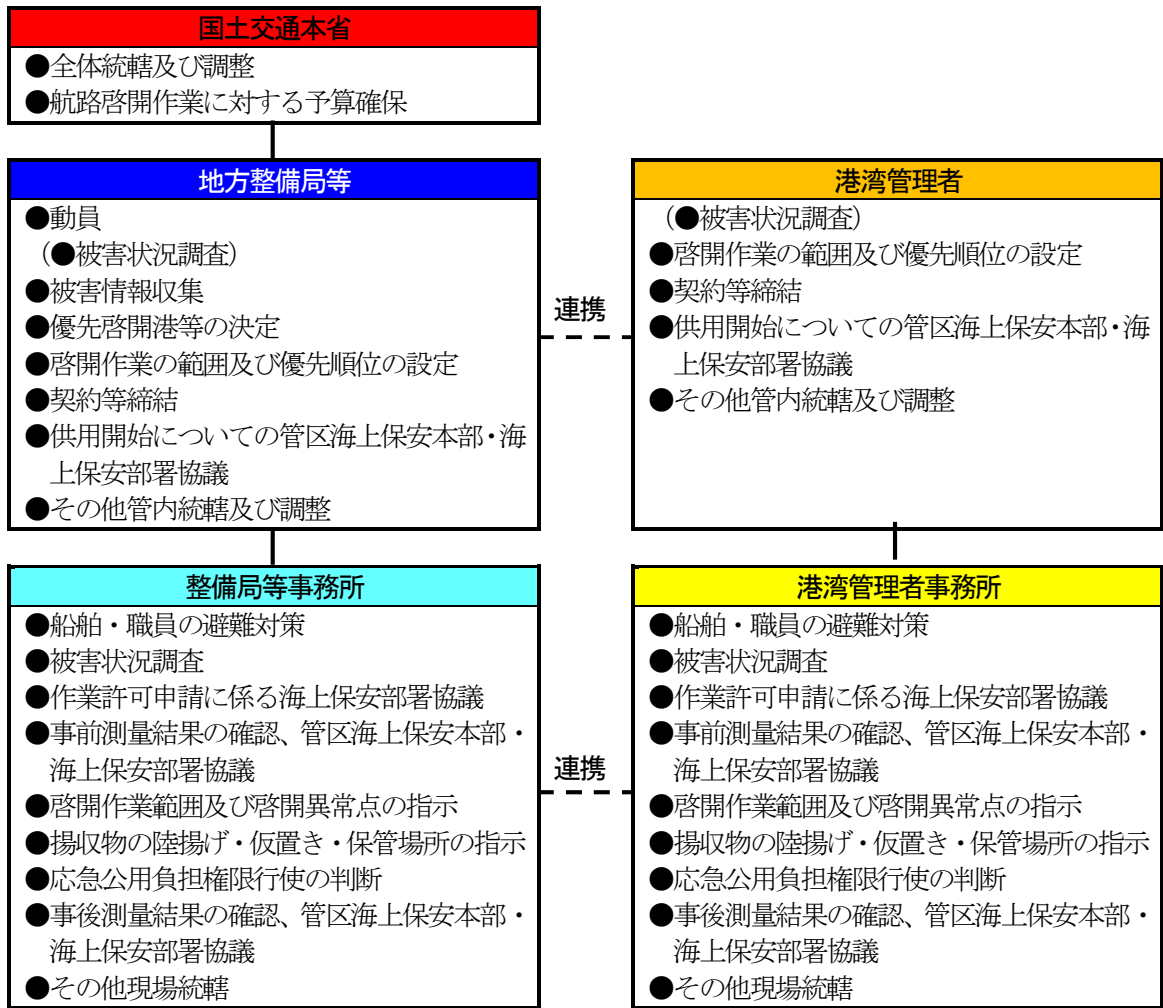 国土交通本省
●全体統轄及び調整
●航路啓開作業に対する予算確保
地方整備局等
●動員
(●被害状況調査)
●被害情報収集
●優先啓開港等の決定
●啓開作業の範囲及び優先順位の設定
●契約等締結
●供用開始についての管区海上保安本部・海
上保安部署協議
●その他管内統轄及び調整
連携
港湾管理者
(●被害状況調査)
●啓開作業の範囲及び優先順位の設定
●契約等締結
●供用開始についての管区海上保安本部・海
上保安部署協議
●その他管内統轄及び調整
整備局等事務所
●船舶・職員の避難対策
●被害状況調査
●作業許可申請に係る海上保安部署協議
●事前測量結果の確認、管区海上保安本部・
海上保安部署協議
●啓開作業範囲及び啓開異常点の指示
●揚収物の陸揚げ・仮置き・保管場所の指示
●応急公用負担権限行使の判断
●事後測量結果の確認、管区海上保安本部・
海上保安部署協議
●その他現場統轄
連携
港湾管理者事務所
●船舶・職員の避難対策
●被害状況調査
●作業許可申請に係る海上保安部署協議
●事前測量結果の確認、管区海上保安本部・
海上保安部署協議
●啓開作業範囲及び啓開異常点の指示
●揚収物の陸揚げ・仮置き・保管場所の指示
●応急公用負担権限行使の判断
●事後測量結果の確認、管区海上保安本部・
海上保安部署協議
●その他現場統轄